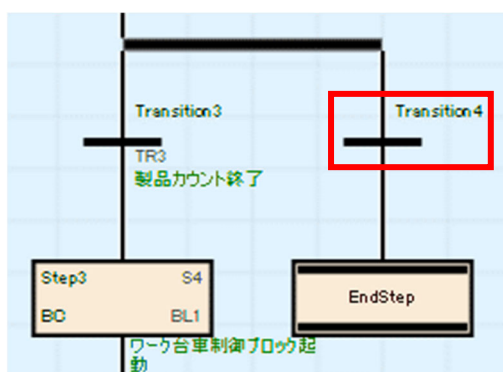 Transition3
Transition4
TR3
製品カウント終了
Step3 S4
EndStep
BC BL1
ワーク台車制御ブロック起
動